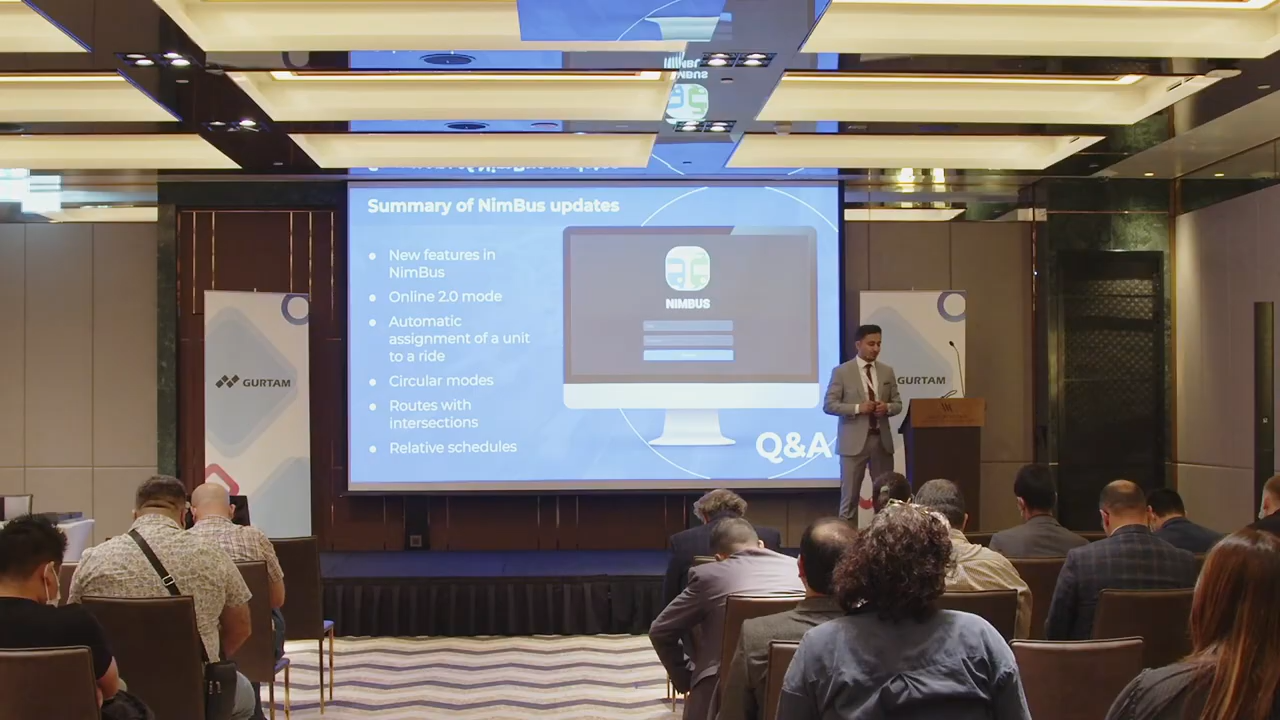 Summary of NimBus updates
New features in
NimBus
Online 2.0 mode
Automatic
assignment of a unit
to a ride
Circular modes
Routes with
intersections
Relative schedules
NIMBUS
Q&A
GURTAM
GURTAM